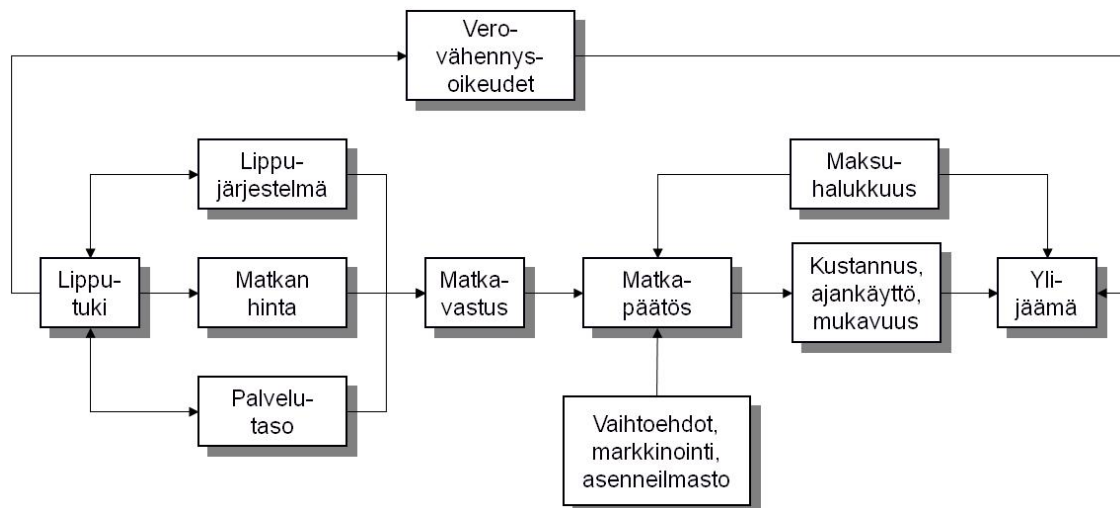 Vero-
vähennys-
oikeudet
Lippu-
järjestelmä
Maksu-
halukkuus
Lippu-
tuki
Matkan
hinta
Matka-
vastus
Matka-
päätös
Kustannus,
ajankäyttö,
mukavuus
Yli-
jäämä
Palvelu-
taso
Vaihtoehdot,
markkinointi,
asenneilmasto